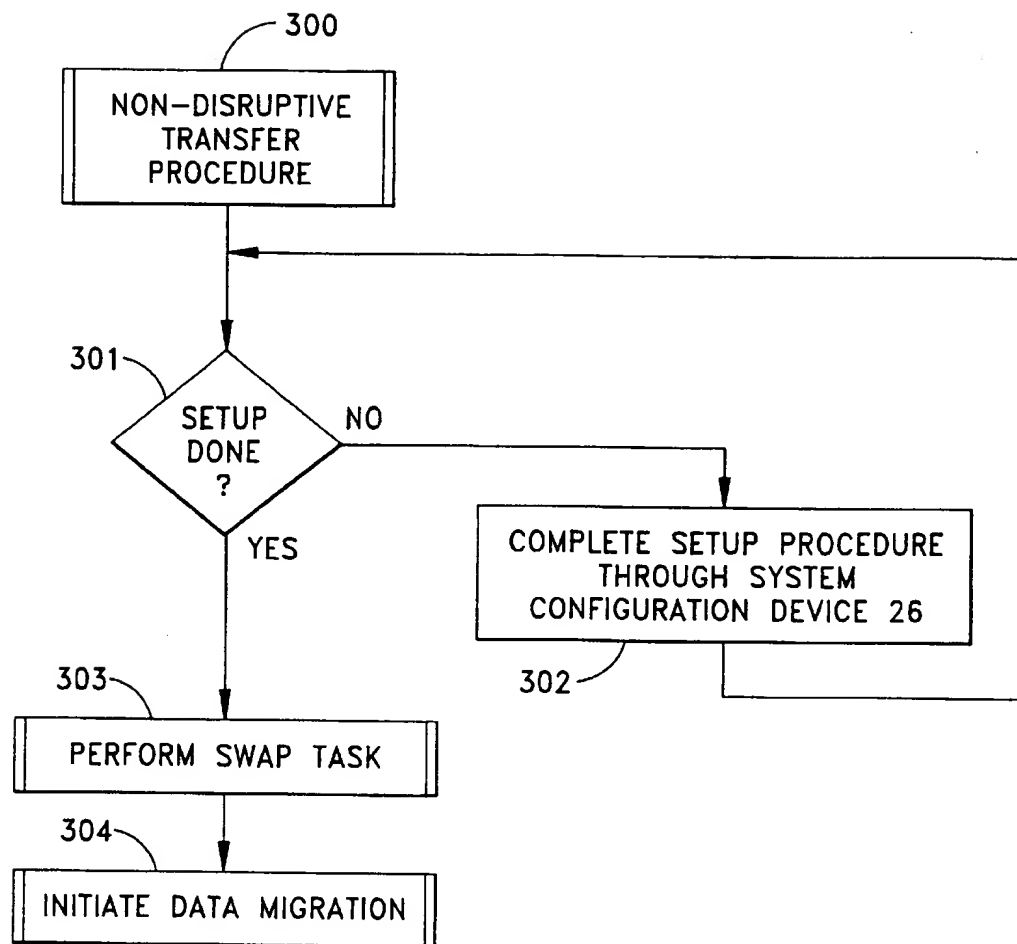 300
NON-DISRUPTIVE
TRANSFER
PROCEDURE
301
SETUP
DONE
?
NO
YES
COMPLETE SETUP PROCEDURE
THROUGH SYSTEM
CONFIGURATION DEVICE 26
302
303
PERFORM SWAP TASK
304
INITIATE DATA MIGRATION